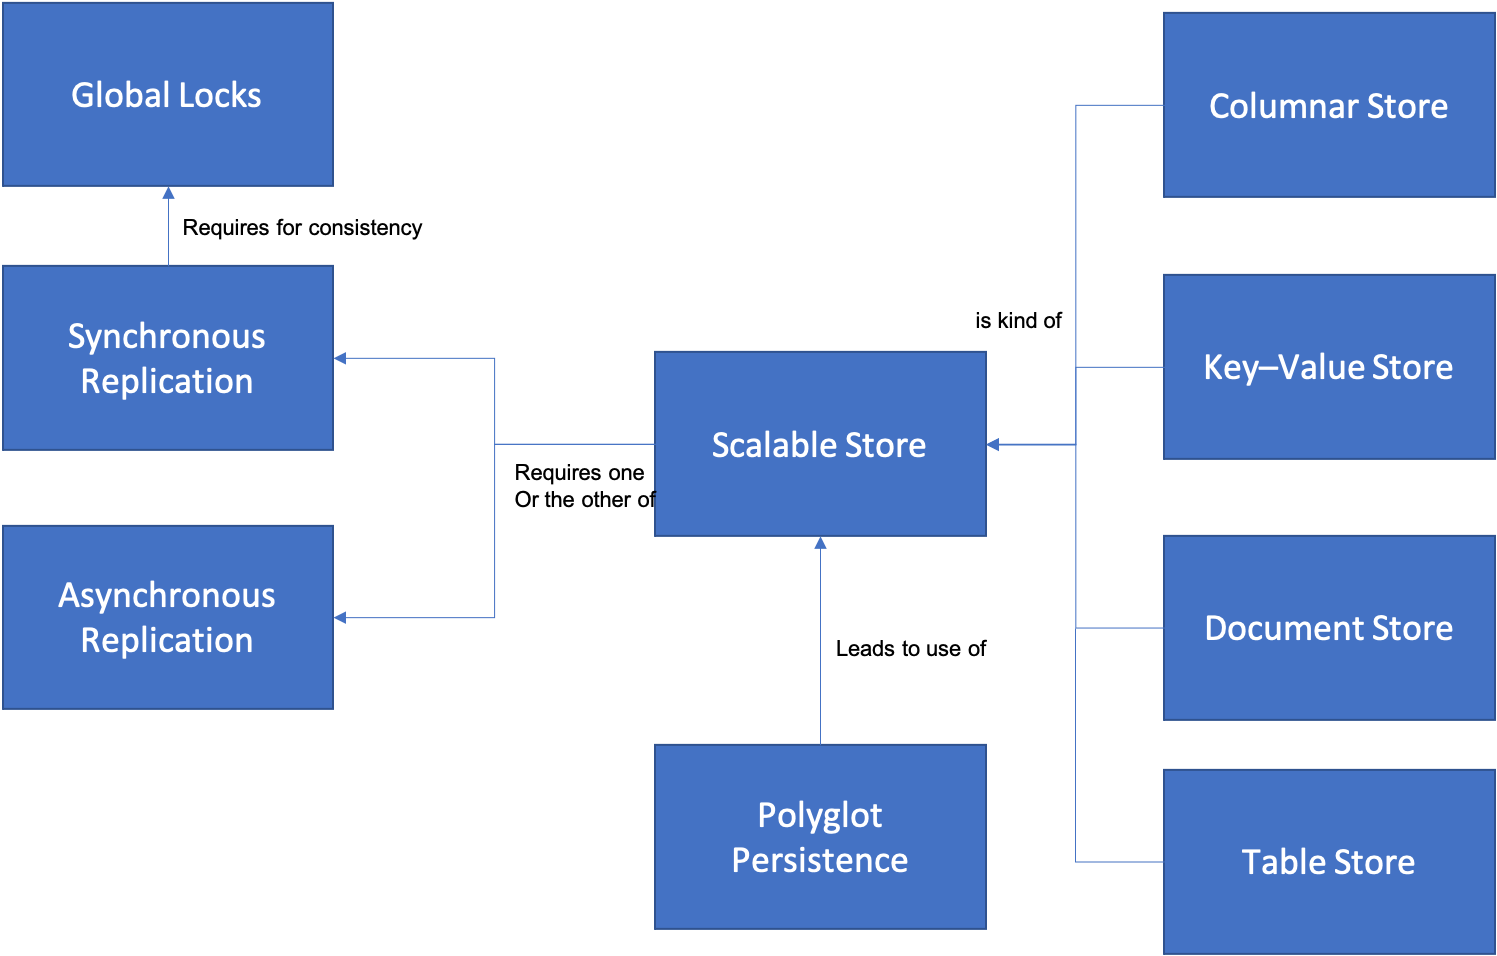 Global Locks
Columnar Store
Requires for consistency
Synchronous
Replication
is kind of
Key–Value Store
Scalable Store
Requires one
Or the other of
Asynchronous
Replication
Document Store
Leads to use of
Polyglot
Persistence
Table Store